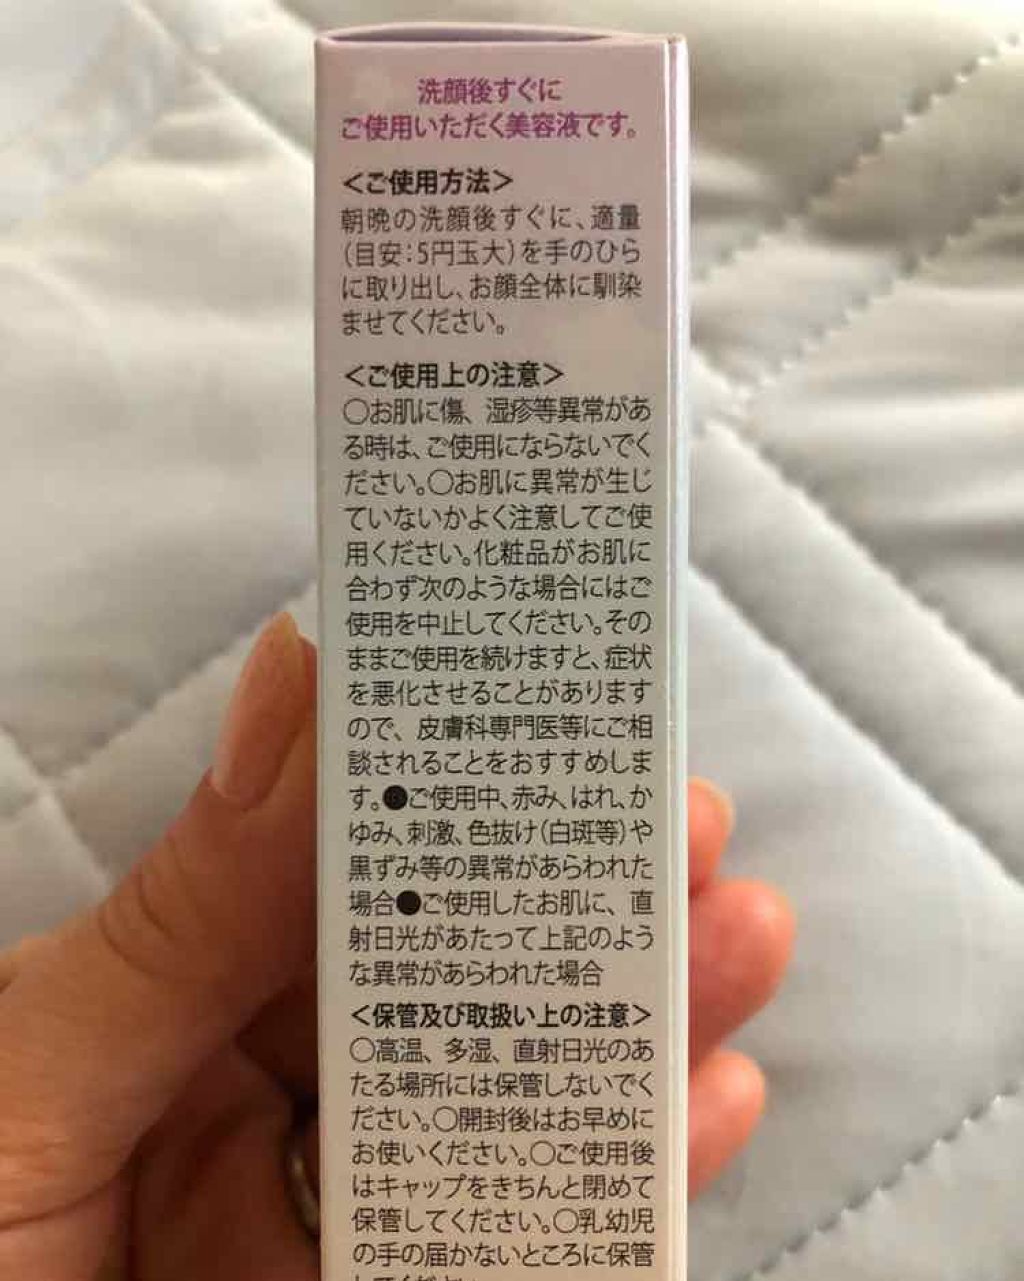 洗顔後すぐに
ご使用いただく美容液です。
＜ご使用方法＞
朝晩の洗顔後すぐに、適量
（目安：5円玉大）を手のひら
に取り出し、お顔全体に馴染
ませてください。
＜ご使用上の注意＞
○お肌に傷、湿疹等異常があ
る時は、ご使用にならないでく
ださい。○お肌に異常が生じ
ていないかよく注意してご使
用ください。化粧品がお肌に
合わず次のような場合にはご
使用を中止してください。その
ままご使用を続けますと、症状
を悪化させることがあります
ので、皮膚科専門医等にご相
談されることをおすすめしま
す。●ご使用中、赤み、はれ、か
ゆみ、刺激、色抜け（白斑等）や
黒ずみ等の異常があらわれた
場合●ご使用したお肌に、直
射日光があたって上記のよう
な異常があらわれた場合
＜保管及び取扱い上の注意＞
○高温、多湿、直射日光のあ
たる場所には保管しないでく
ださい。○開封後はお早めに
お使いください。○ご使用後
はキャップをきちんと閉めて
保管してください。○乳幼児
の手の届かないところに保管